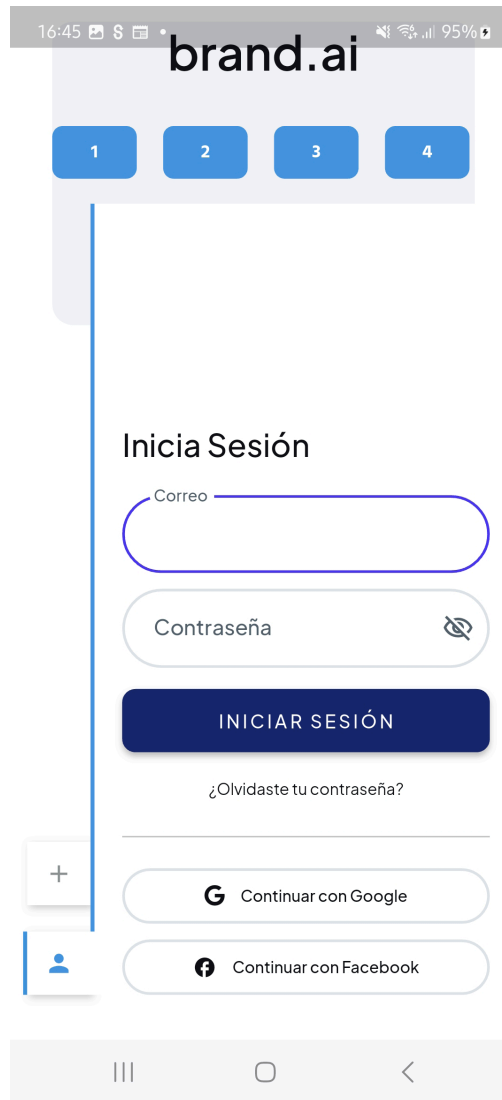 16:45 95%
brand.ai
1 2 3 4
Inicia Sesión
Correo
Contraseña
INICIAR SESIÓN
¿Olvidaste tu contraseña?
Continuar con Google
Continuar con Facebook